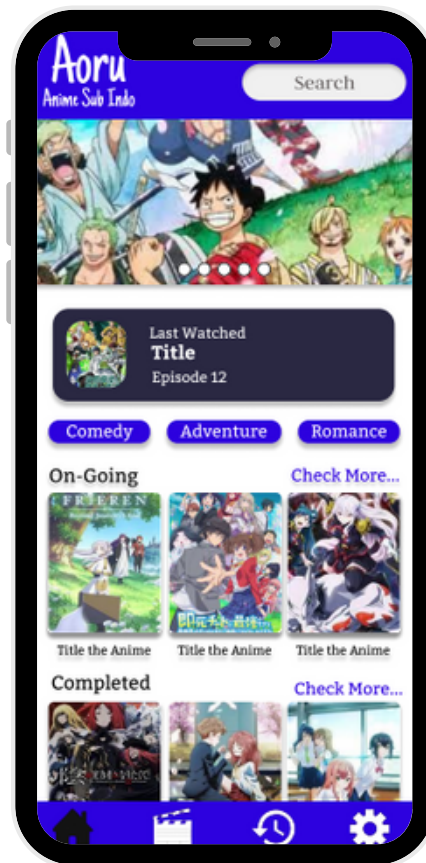 Aoru
Anime Sub Indo
Search
Last Watched
Title
Episode 12
Comedy
Adventure
Romance
On-Going
Check More...
FRIEREN
Title the Anime
Title the Anime
Title the Anime
Completed
Check More...